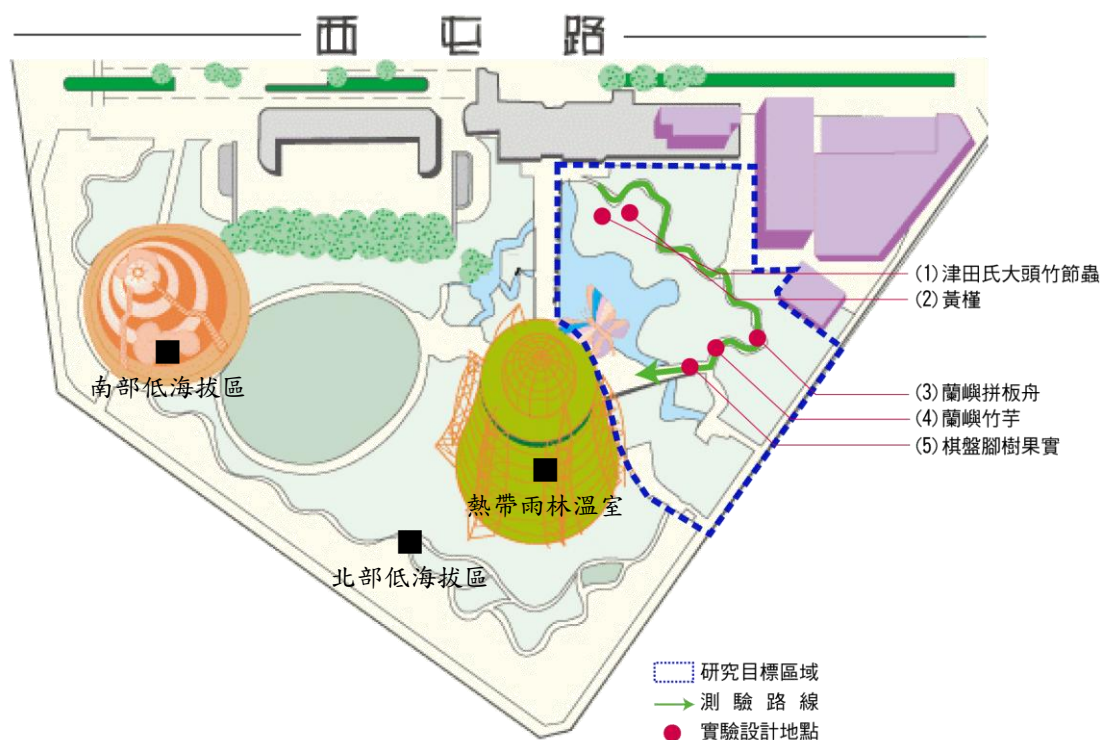 西屯路
(1)津田氏大頭竹節蟲
(2)黃槿
(3)蘭嶼拼板舟
(4)蘭嶼竹芋
(5)棋盤腳樹果實
南部低海拔區
熱帶雨林溫室
北部低海拔區
研究目標區域
測驗路線
實驗設計地點